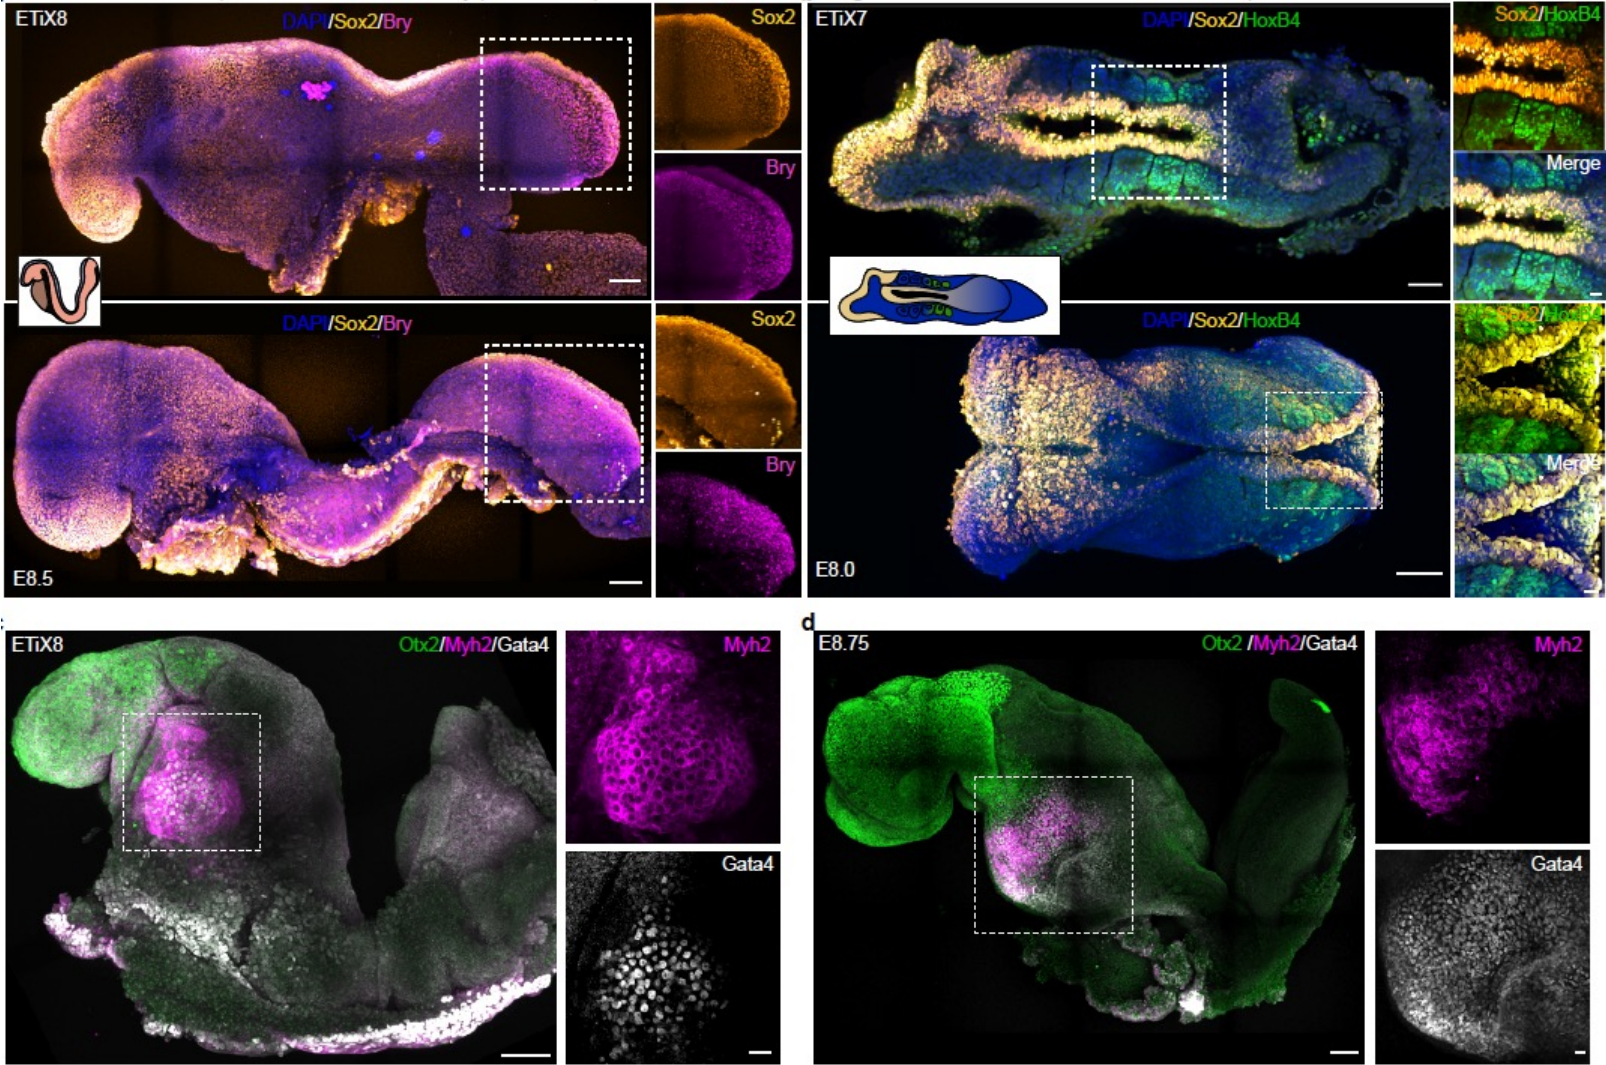 ETiX8
DAPI/Sox2/Bry
Sox2
Bry
ETiX7
DAPI/Sox2/HoxB4
Sox2/HoxB4
Merge
DAPI/Sox2/Bry
Sox2
Bry
E8.5
DAPI/Sox2/HoxB4
Sox2/HoxB4
Merge
E8.0
ETiX8
Otx2/Myh2/Gata4
Myh2
Gata4
d
E8.75
Otx2 /Myh2/Gata4
Myh2
Gata4